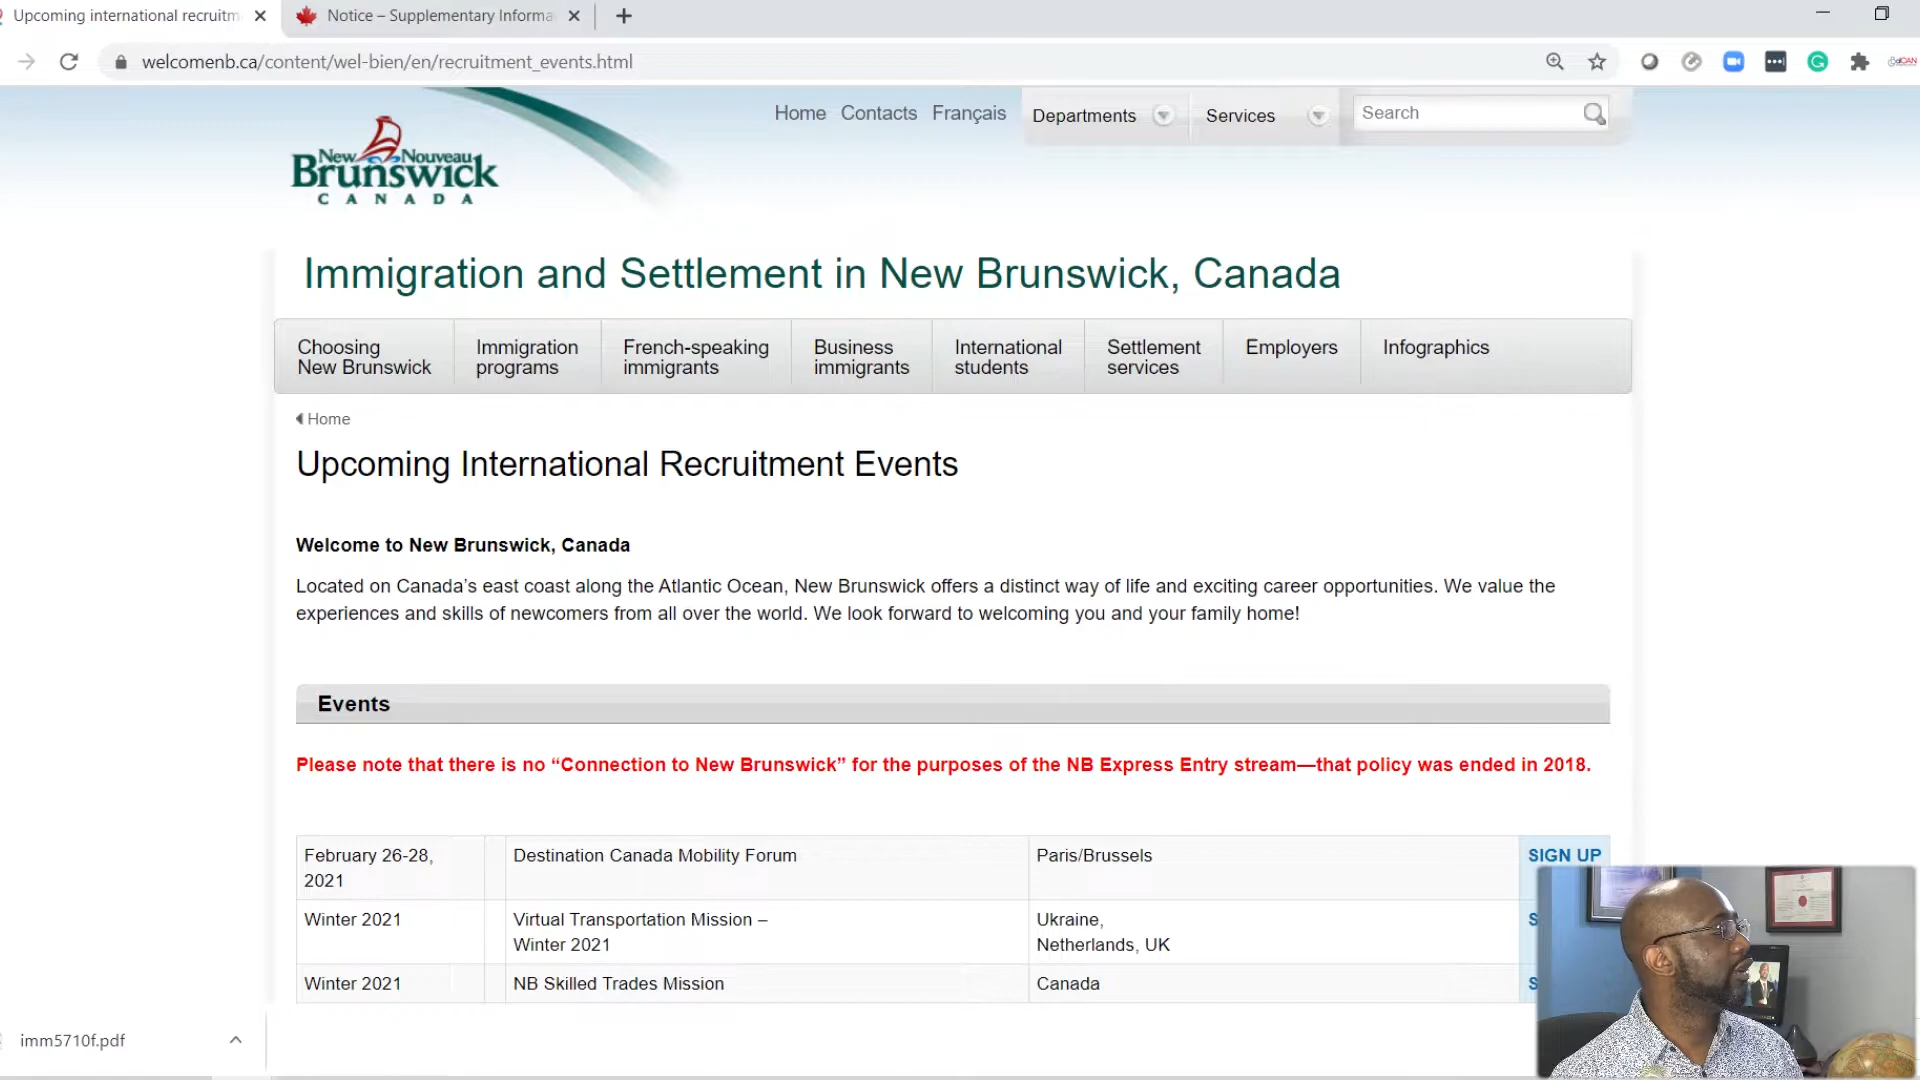 Upcoming international recruitm
Notice – Supplementary Informa
welcomenb.ca/content/wel-bien/en/recruitment_events.html
Home Contacts Français Departments Services Search
New Nouveau
Brunswick
CANADA
Immigration and Settlement in New Brunswick, Canada
Choosing
New Brunswick
Immigration
programs
French-speaking
immigrants
Business
immigrants
International
students
Settlement
services
Employers
Infographics
Home
Upcoming International Recruitment Events
Welcome to New Brunswick, Canada
Located on Canada’s east coast along the Atlantic Ocean, New Brunswick offers a distinct way of life and exciting career opportunities. We value the
experiences and skills of newcomers from all over the world. We look forward to welcoming you and your family home!
Events
Please note that there is no “Connection to New Brunswick” for the purposes of the NB Express Entry stream—that policy was ended in 2018.
February 26-28,
2021
Destination Canada Mobility Forum
Paris/Brussels
SIGN UP
Winter 2021
Virtual Transportation Mission –
Winter 2021
Ukraine,
Netherlands, UK
S
Winter 2021
NB Skilled Trades Mission
Canada
S
imm5710f.pdf